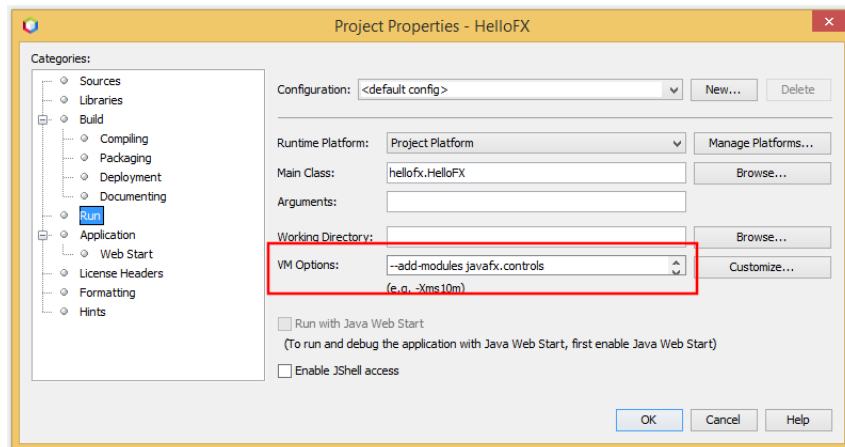 Project Properties - HelloFX
Categories:
Sources
Libraries
Build
Compiling
Packaging
Deployment
Documenting
Run
Application
Web Start
License Headers
Formatting
Hints
Configuration: <default config> New... Delete
Runtime Platform: Project Platform Manage Platforms...
Main Class: hellofx.HelloFX Browse...
Arguments:
Working Directory: Browse...
VM Options: --add-modules javafx.controls Customize...
(e.g. -Xms10m)
Run with Java Web Start
(To run and debug the application with Java Web Start, first enable Java Web Start)
Enable JShell access
OK Cancel Help